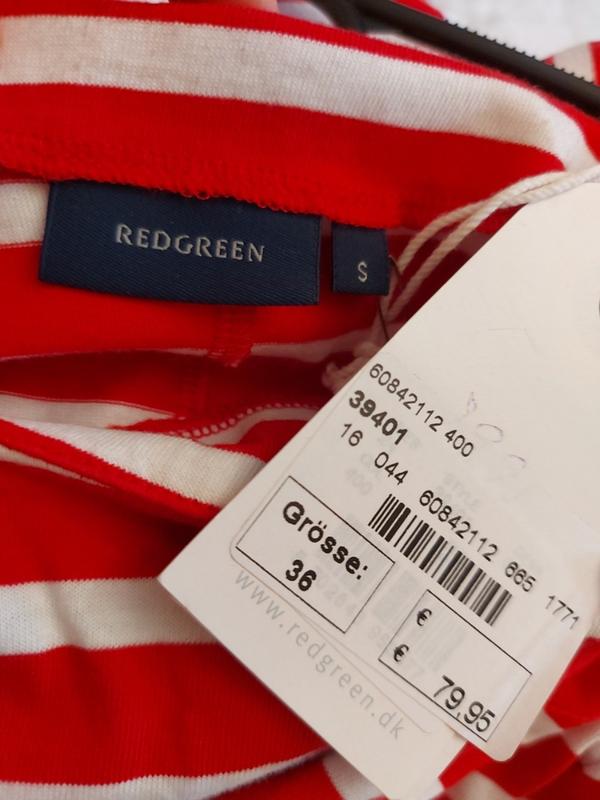 REDGREEN
S
60842112 400
39401
16 044 60842112 665 1771
Grösse:
36
€
€ 79,95
www.redgreen.dk